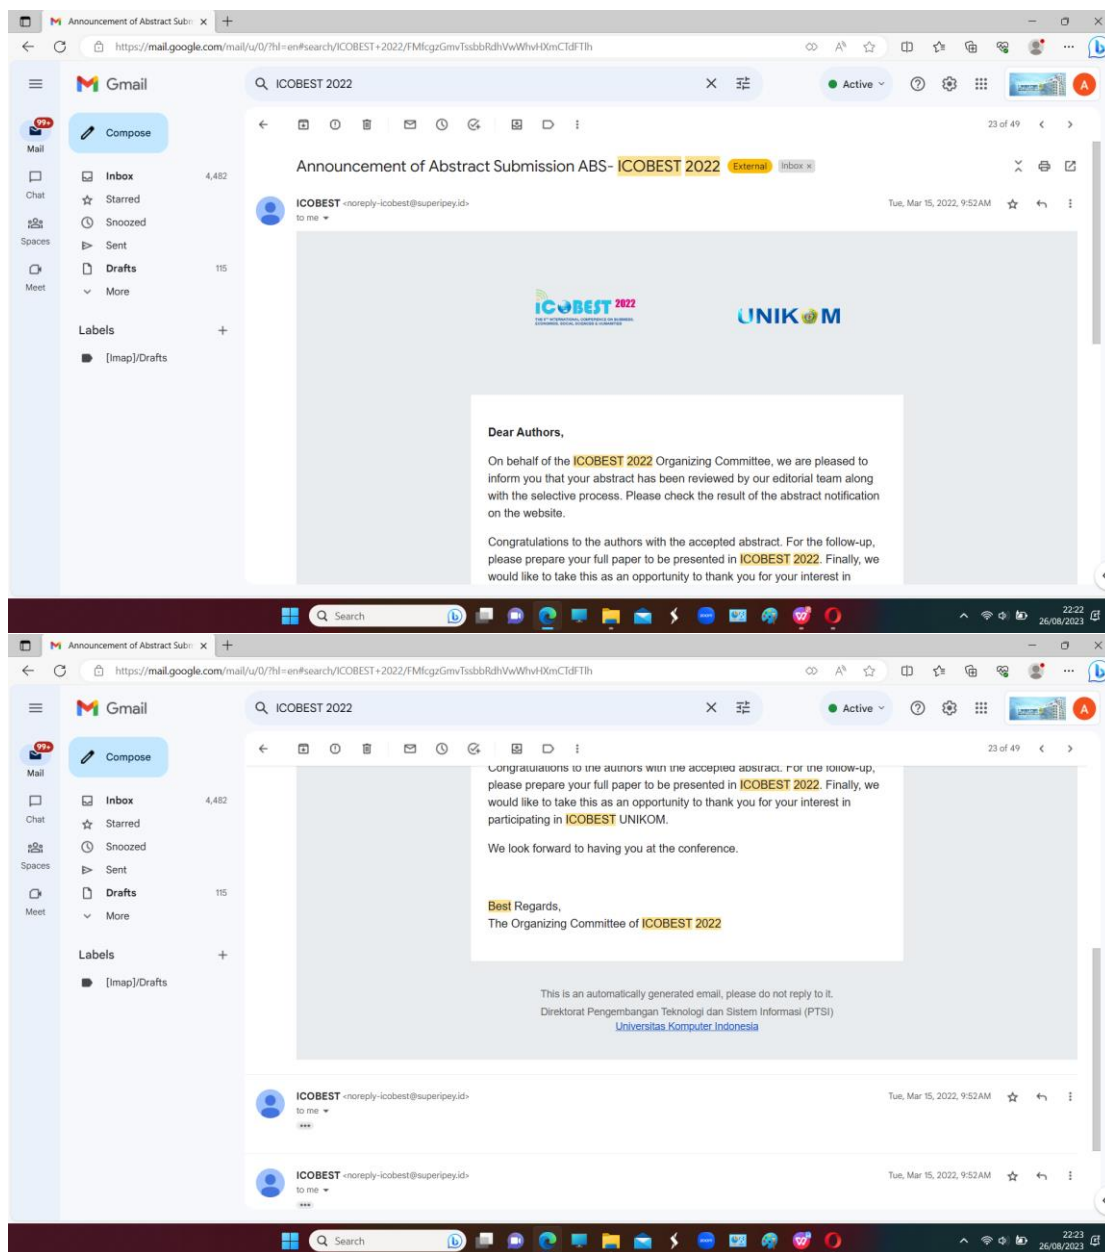 Announcement of Abstract Subm
https://mail.google.com/mail/u/0/?hl=en#search/ICOBEST+2022/FMfcgzGmvTssbbRdhVwWhvHXmCTdFTlh
Gmail
ICOBEST 2022
Active
A
99+
Mail
Compose
23 of 49
Chat
Inbox 4,482
Starred
Spaces
Snoozed
Sent
Meet
Drafts 115
More
Labels
[Imap]/Drafts
Announcement of Abstract Submission ABS- ICOBEST 2022 External Inbox ×
ICOBEST <noreply-icobest@superipey.id> Tue, Mar 15, 2022, 9:52 AM
to me
ICOBEST 2022
UNIKOM
Dear Authors,
On behalf of the ICOBEST 2022 Organizing Committee, we are pleased to
inform you that your abstract has been reviewed by our editorial team along
with the selective process. Please check the result of the abstract notification
on the website.
Congratulations to the authors with the accepted abstract. For the follow-up,
please prepare your full paper to be presented in ICOBEST 2022. Finally, we
would like to take this as an opportunity to thank you for your interest in
Search
22:22
26/08/2023
Announcement of Abstract Subm
https://mail.google.com/mail/u/0/?hl=en#search/ICOBEST+2022/FMfcgzGmvTssbbRdhVwWhvHXmCTdFTlh
Gmail
ICOBEST 2022
Active
A
99+
Mail
Compose
23 of 49
Chat
Inbox 4,482
Starred
Spaces
Snoozed
Sent
Meet
Drafts 115
More
Labels
[Imap]/Drafts
Congratulations to the authors with the accepted abstract. For the follow-up,
please prepare your full paper to be presented in ICOBEST 2022. Finally, we
would like to take this as an opportunity to thank you for your interest in
participating in ICOBEST UNIKOM.
We look forward to having you at the conference.
Best Regards,
The Organizing Committee of ICOBEST 2022
This is an automatically generated email, please do not reply to it.
Direktorat Pengembangan Teknologi dan Sistem Informasi (PTSI)
Universitas Komputer Indonesia
ICOBEST <noreply-icobest@superipey.id> Tue, Mar 15, 2022, 9:52 AM
to me
ICOBEST <noreply-icobest@superipey.id> Tue, Mar 15, 2022, 9:52 AM
to me
Search
22:23
26/08/2023